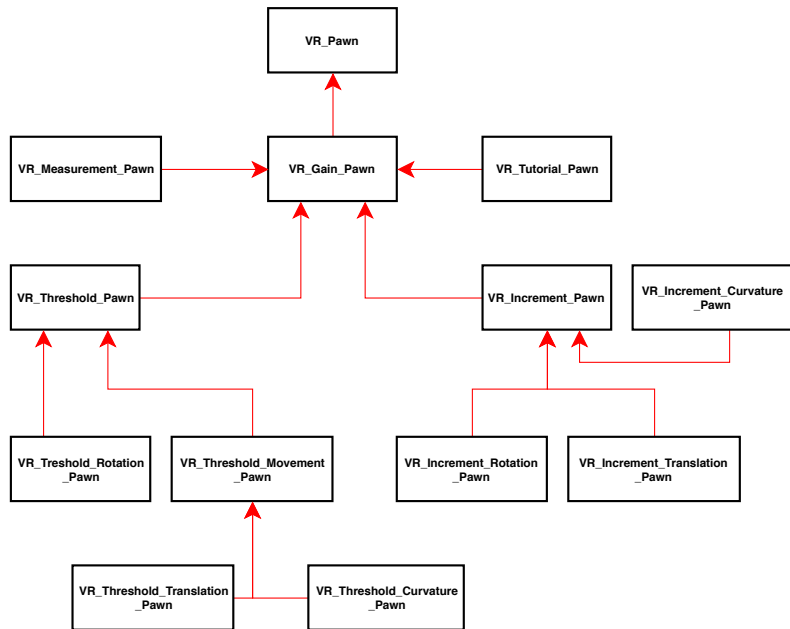 VR_Pawn
VR_Measurement_Pawn
VR_Gain_Pawn
VR_Tutorial_Pawn
VR_Threshold_Pawn
VR_Increment_Pawn
VR_Increment_Curvature
_Pawn
VR_Treshold_Rotation
_Pawn
VR_Threshold_Movement
_Pawn
VR_Increment_Rotation
_Pawn
VR_Increment_Translation
_Pawn
VR_Threshold_Translation
_Pawn
VR_Threshold_Curvature
_Pawn